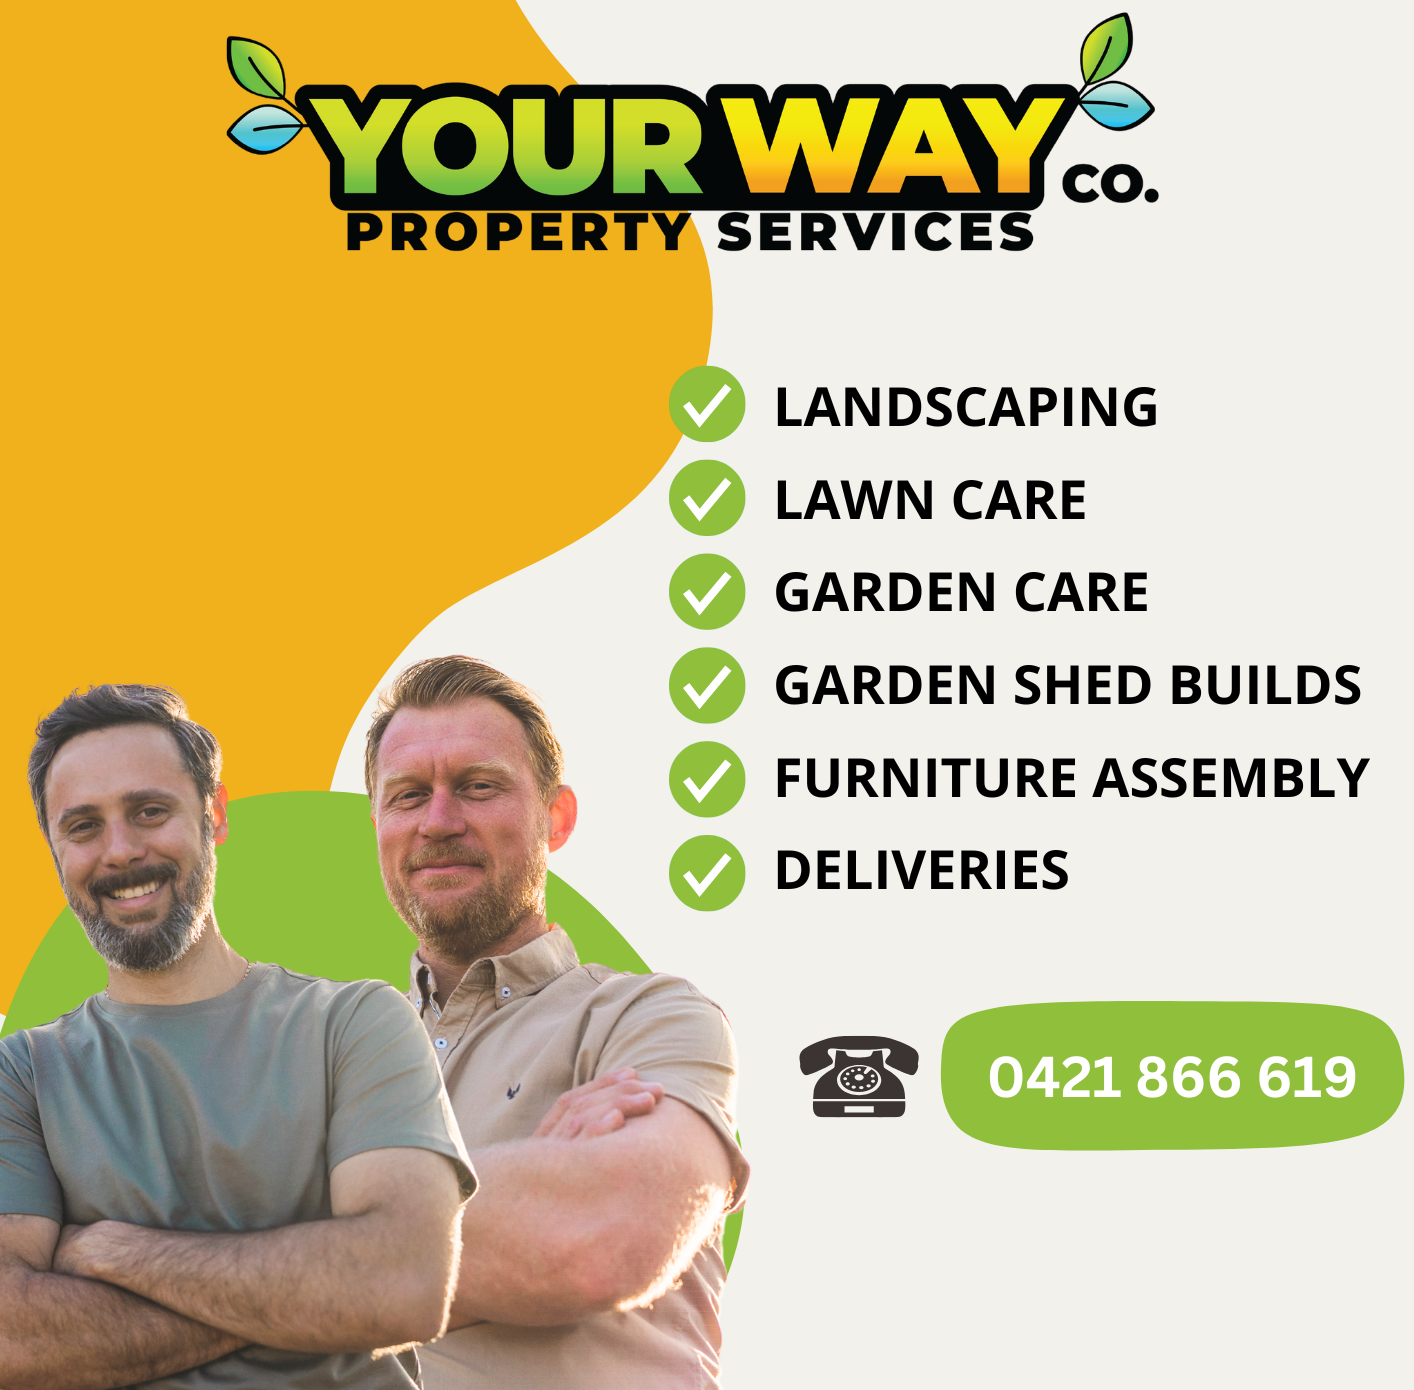 YOUR WAY CO.
PROPERTY SERVICES
LANDSCAPING
LAWN CARE
GARDEN CARE
GARDEN SHED BUILDS
FURNITURE ASSEMBLY
DELIVERIES
0421 866 619